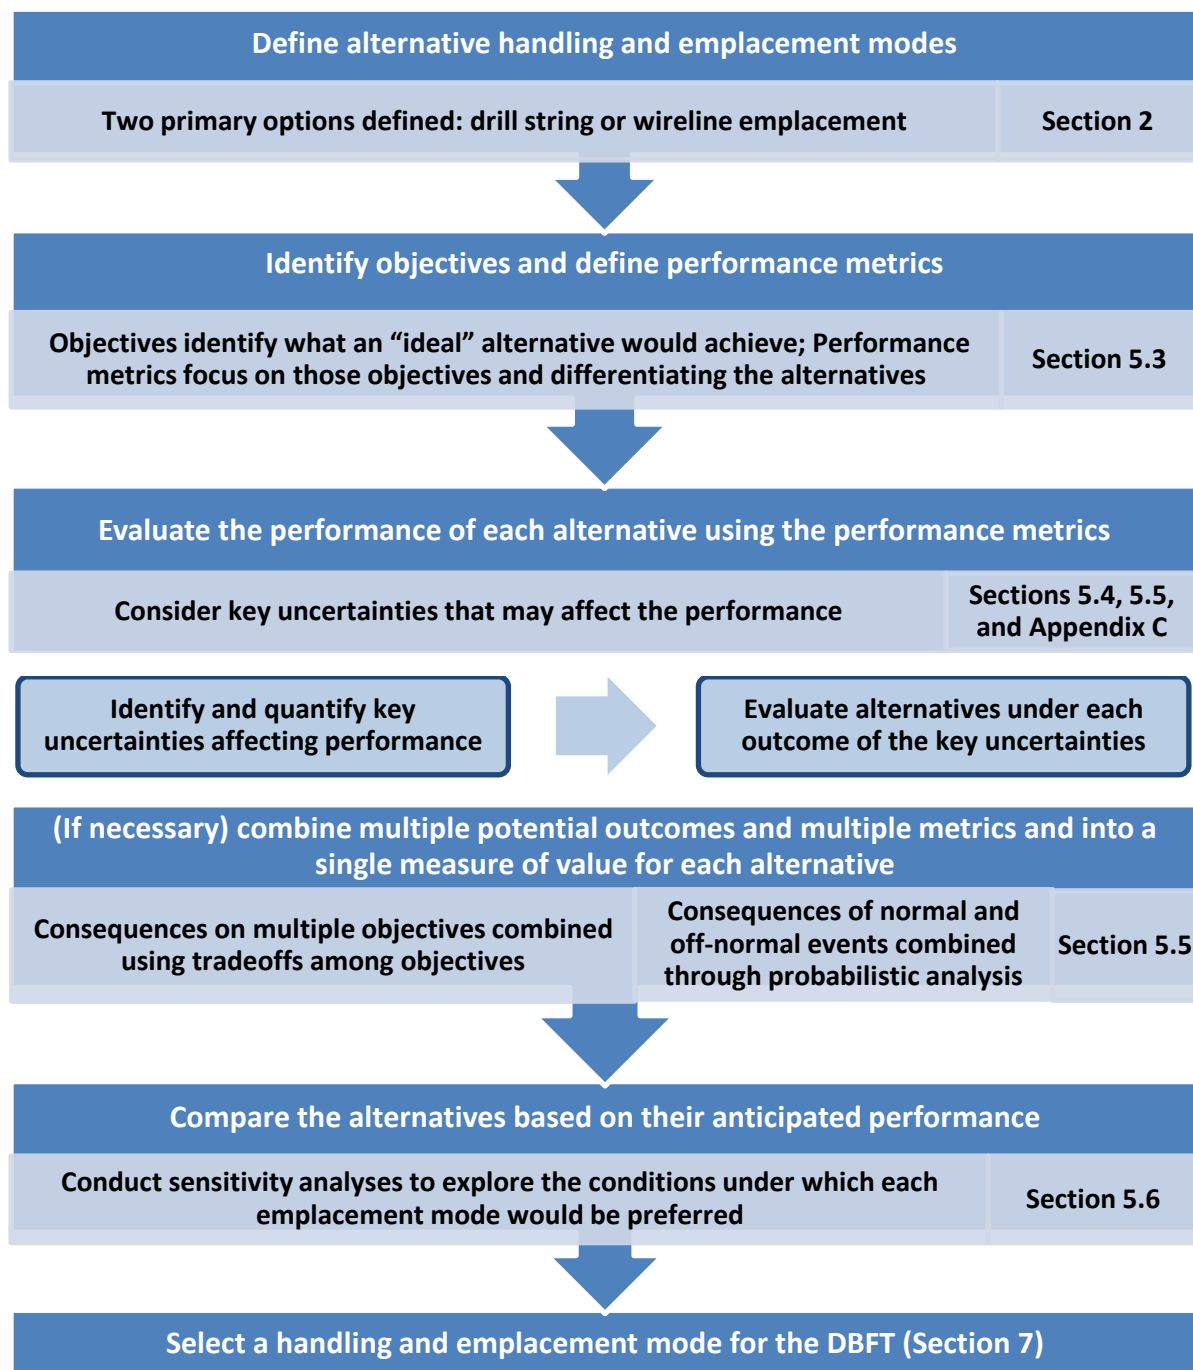 Define alternative handling and emplacement modes
Two primary options defined: drill string or wireline emplacement
Section 2
Identify objectives and define performance metrics
Objectives identify what an “ideal” alternative would achieve; Performance
metrics focus on those objectives and differentiating the alternatives
Section 5.3
Evaluate the performance of each alternative using the performance metrics
Consider key uncertainties that may affect the performance
Sections 5.4, 5.5,
and Appendix C
Identify and quantify key
uncertainties affecting performance
Evaluate alternatives under each
outcome of the key uncertainties
(If necessary) combine multiple potential outcomes and multiple metrics and into a
single measure of value for each alternative
Consequences on multiple objectives combined
using tradeoffs among objectives
Consequences of normal and
off-normal events combined
through probabilistic analysis
Section 5.5
Compare the alternatives based on their anticipated performance
Conduct sensitivity analyses to explore the conditions under which each
emplacement mode would be preferred
Section 5.6
Select a handling and emplacement mode for the DBFT (Section 7)